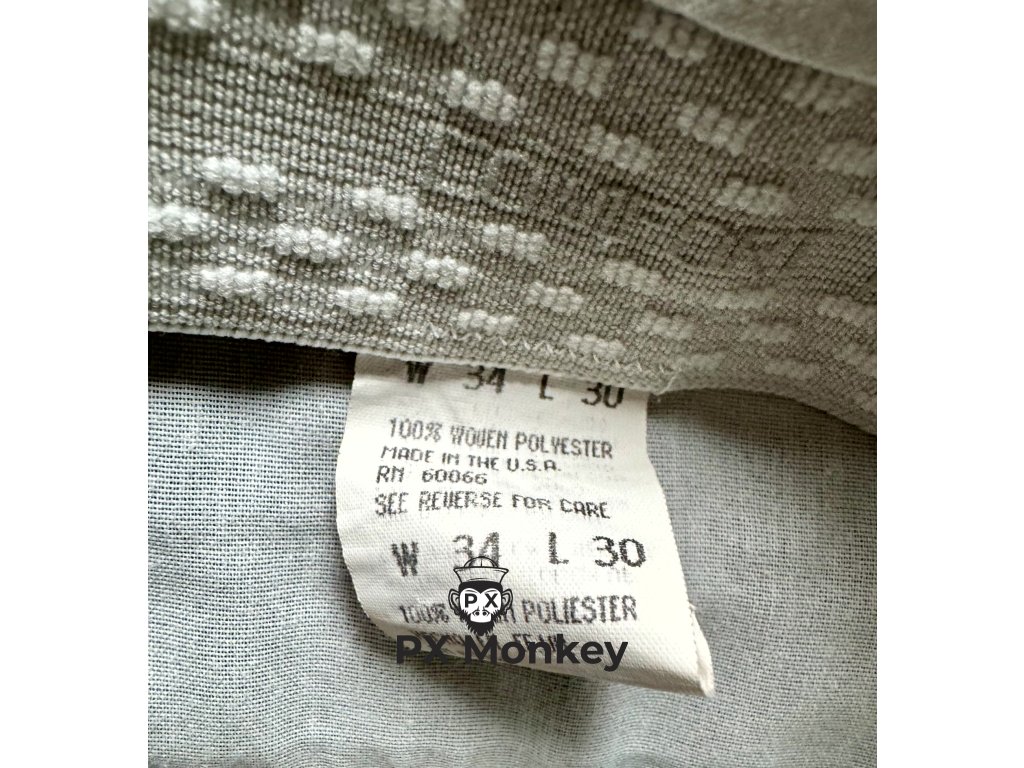 W 34 L 30
100% WOVEN POLYESTER
MADE IN THE U.S.A.
RN 60066
SEE REVERSE FOR CARE
W 34 L 30
100% POLIESTER
PX
PX Monkey